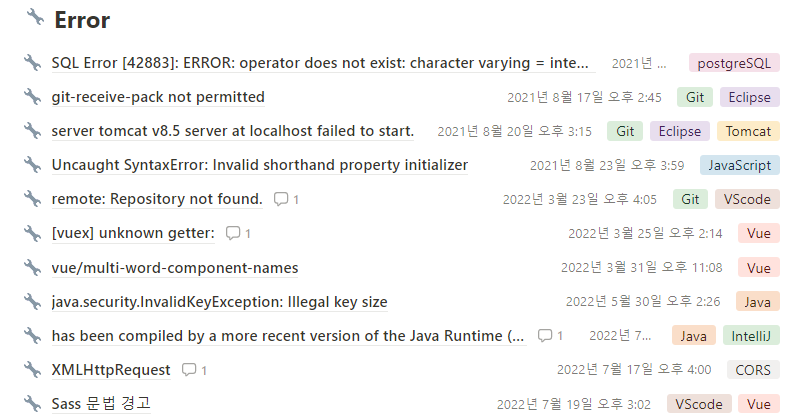 Error
SQL Error [42883]: ERROR: operator does not exist: character varying = inte... 2021년 ... postgreSQL
git-receive-pack not permitted 2021년 8월 17일 오후 2:45 Git Eclipse
server tomcat v8.5 server at localhost failed to start. 2021년 8월 20일 오후 3:15 Git Eclipse Tomcat
Uncaught SyntaxError: Invalid shorthand property initializer 2021년 8월 23일 오후 3:59 JavaScript
remote: Repository not found. 1 2022년 3월 23일 오후 4:05 Git VScode
[vuex] unknown getter: 1 2022년 3월 25일 오후 2:14 Vue
vue/multi-word-component-names 2022년 3월 31일 오후 11:08 Vue
java.security.InvalidKeyException: Illegal key size 2022년 5월 30일 오후 2:26 Java
has been compiled by a more recent version of the Java Runtime (... 1 2022년 7... Java IntelliJ
XMLHttpRequest 1 2022년 7월 17일 오후 4:00 CORS
Sass 문법 경고 2022년 7월 19일 오후 3:02 VScode Vue